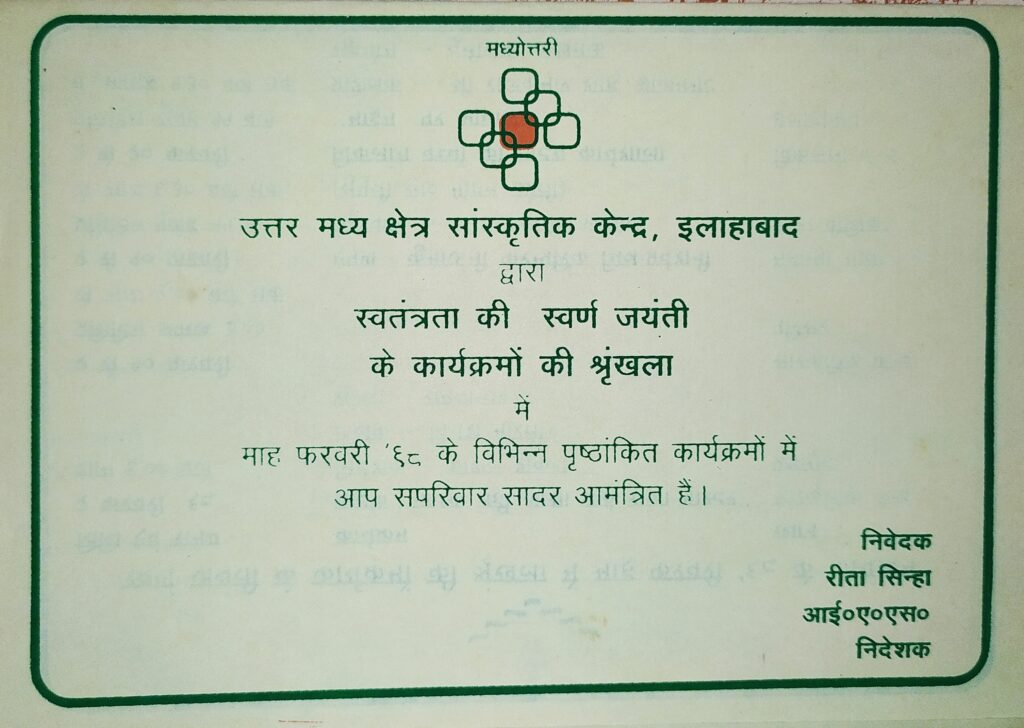 मध्योत्तरी
उत्तर मध्य क्षेत्र सांस्कृतिक केन्द्र, इलाहाबाद
द्वारा
स्वतंत्रता की स्वर्ण जयंती
के कार्यक्रमों की श्रृंखला
में
माह फरवरी '९८ के विभिन्न पृष्ठांकित कार्यक्रमों में
आप सपरिवार सादर आमंत्रित हैं।
निवेदक
रीता सिन्हा
आई०ए०एस०
निदेशक